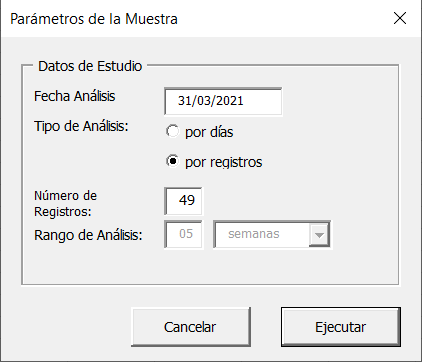 Parámetros de la Muestra
Datos de Estudio
Fecha Análisis 31/03/2021
Tipo de Análisis: por días
por registros
Número de
Registros: 49
Rango de Análisis: 05 semanas
Cancelar Ejecutar